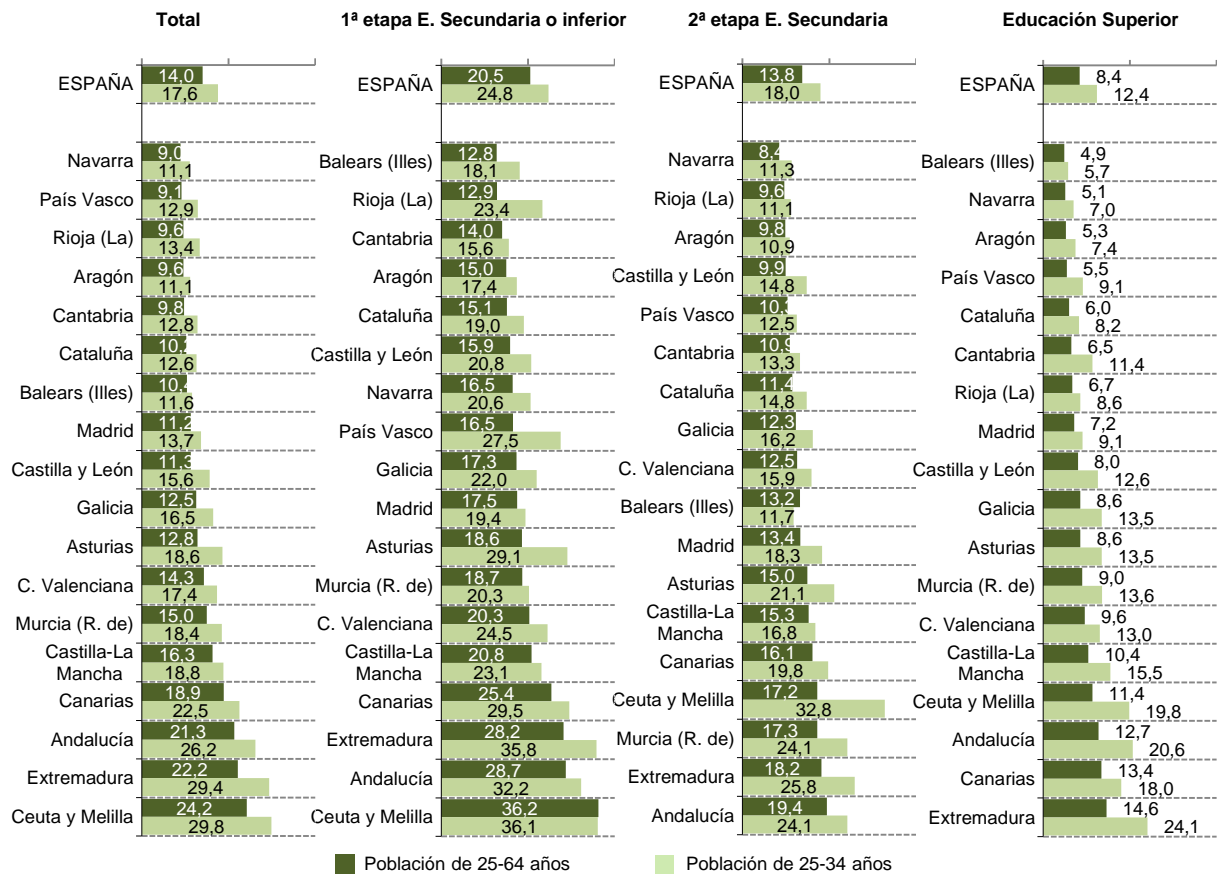 Total
ESPAÑA 14,0
17,6
Navarra 9,0
11,1
País Vasco 9,1
12,9
Rioja (La) 9,6
13,4
Aragón 9,6
11,1
Cantabria 9,8
12,8
Cataluña
12,6
Balears (Illes) 10,4
11,6
Madrid 11,2
13,7
Castilla y León 11,3
15,6
Galicia 12,5
16,5
Asturias 12,8
18,6
C. Valenciana 14,3
17,4
Murcia (R. de) 15,0
18,4
Castilla-La 16,3
Mancha 18,8
Canarias 18,9
22,5
Andalucía 21,3
26,2
Extremadura 22,2
29,4
Ceuta y Melilla 24,2
29,8
1ª etapa E. Secundaria o inferior
ESPAÑA 20,5
24,8
Balears (Illes) 12,8
18,1
Rioja (La) 12,9
23,4
Cantabria 14,0
15,6
Aragón 15,0
17,4
Cataluña 15,1
19,0
Castilla y León 15,9
20,8
Navarra 16,5
20,6
País Vasco 16,5
27,5
Galicia 17,3
22,0
Madrid 17,5
19,4
Asturias 18,6
29,1
Murcia (R. de) 18,7
20,3
C. Valenciana 20,3
24,5
Castilla-La 20,8
Mancha 23,1
Canarias 25,4
29,5
Extremadura 28,2
35,8
Andalucía 28,7
32,2
Ceuta y Melilla 36,2
36,1
2ª etapa E. Secundaria
ESPAÑA 13,8
18,0
Navarra 8,4
11,3
Rioja (La) 9,6
11,1
Aragón 9,8
10,9
Castilla y León 9,9
14,8
País Vasco
12,5
Cantabria 10,9
13,3
Cataluña 11,4
14,8
Galicia 12,3
16,2
C. Valenciana 12,5
15,9
Balears (Illes) 13,2
11,7
Madrid 13,4
18,3
Asturias 15,0
21,1
Castilla-La 15,3
Mancha 16,8
Canarias 16,1
19,8
Ceuta y Melilla 17,2
32,8
Murcia (R. de) 17,3
24,1
Extremadura 18,2
25,8
Andalucía 19,4
24,1
Educación Superior
ESPAÑA 8,4
12,4
Balears (Illes) 4,9
5,7
Navarra 5,1
7,0
Aragón 5,3
7,4
País Vasco 5,5
9,1
Cataluña 6,0
8,2
Cantabria 6,5
11,4
Rioja (La) 6,7
8,6
Madrid 7,2
9,1
Castilla y León 8,0
12,6
Galicia 8,6
13,5
Asturias 8,6
13,5
Murcia (R. de) 9,0
13,6
C. Valenciana 9,6
13,0
Castilla-La 10,4
Mancha 15,5
Ceuta y Melilla 11,4
19,8
Andalucía 12,7
20,6
Canarias 13,4
18,0
Extremadura 14,6
24,1
Población de 25-64 años
Población de 25-34 años